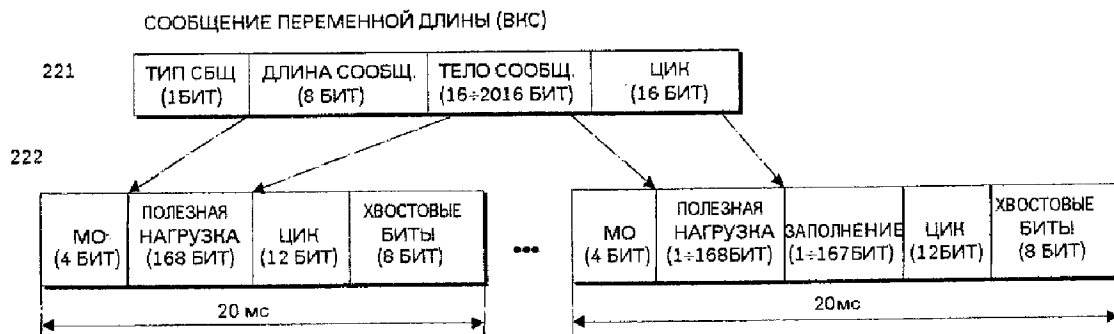 СООБЩЕНИЕ ПЕРЕМЕННОЙ ДЛИНЫ (ВКС)
221
ТИП СБЩ
(1БИТ)
ДЛИНА СООБЩ.
(8 БИТ)
ТЕЛО СООБЩ.
(16÷2016 БИТ)
ЦИК
(16 БИТ)
222
МО
(4 БИТ)
ПОЛЕЗНАЯ
НАГРУЗКА
(168 БИТ)
ЦИК
(12 БИТ)
ХВОСТОВЫЕ
БИТЫ
(8 БИТ)
•••
МО
(4 БИТ)
ПОЛЕЗНАЯ
НАГРУЗКА
(1÷168БИТ)
ЗАПОЛНЕНИЕ
(1÷167БИТ)
ЦИК
(12БИТ)
ХВОСТОВЫЕ
БИТЫ
(8 БИТ)
20 мс
20мс